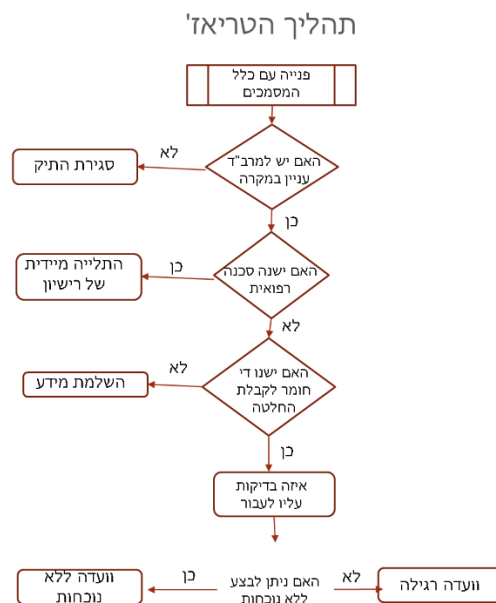 תהליך הטריאז'
פנייה עם כלל
המסמכים
האם יש למרב"ד
עניין במקרה
לא
סגירת התיק
כן
האם ישנה סכנה
רפואית
כן
התלייה מיידית
של רישיון
לא
האם ישנו די
חומר לקבלת
החלטה
לא
השלמת מידע
כן
איזה בדיקות
עליו לעבור
האם ניתן לבצע
ללא נוכחות
לא
וועדה רגילה
כן
וועדה ללא
נוכחות